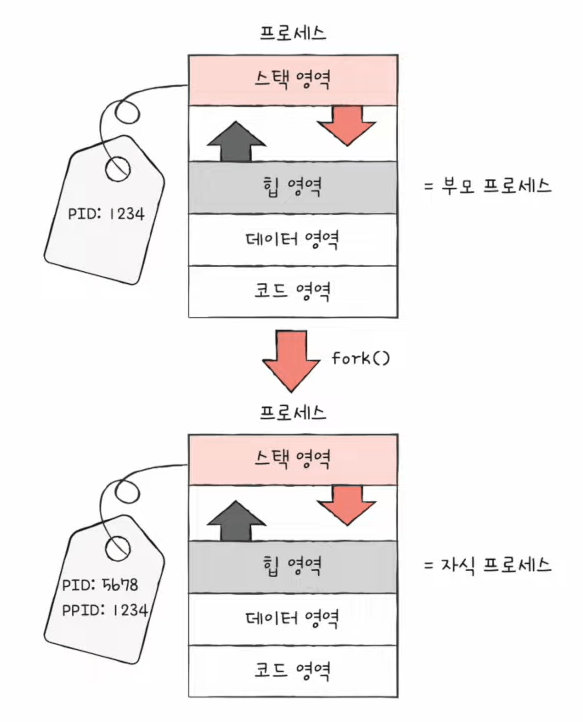 프로세스
스택 영역
힙 영역
= 부모 프로세스
PID: 1234
데이터 영역
코드 영역
fork()
프로세스
스택 영역
힙 영역
= 자식 프로세스
PID: 5678
PPID: 1234
데이터 영역
코드 영역